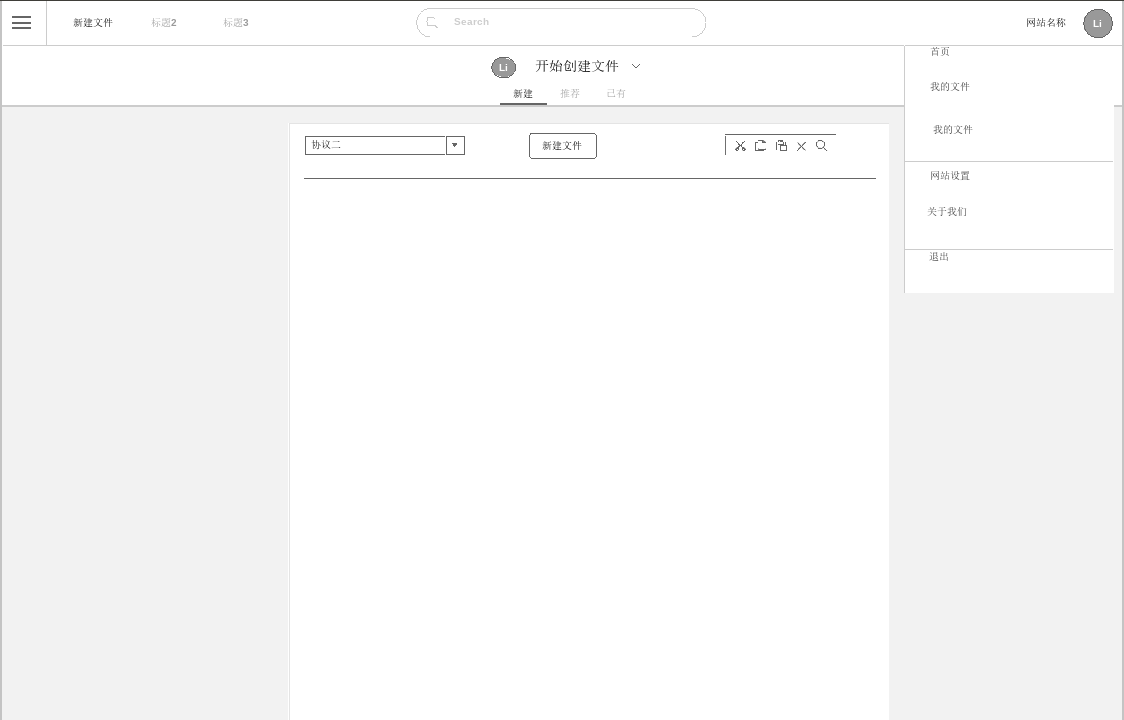 新建文件 标题2 标题3 Search 网站名称 Li
Li 开始创建文件
新建 推荐 己有
协议二 新建文件
首页
我的文件
我的文件
网站设置
关于我们
退出